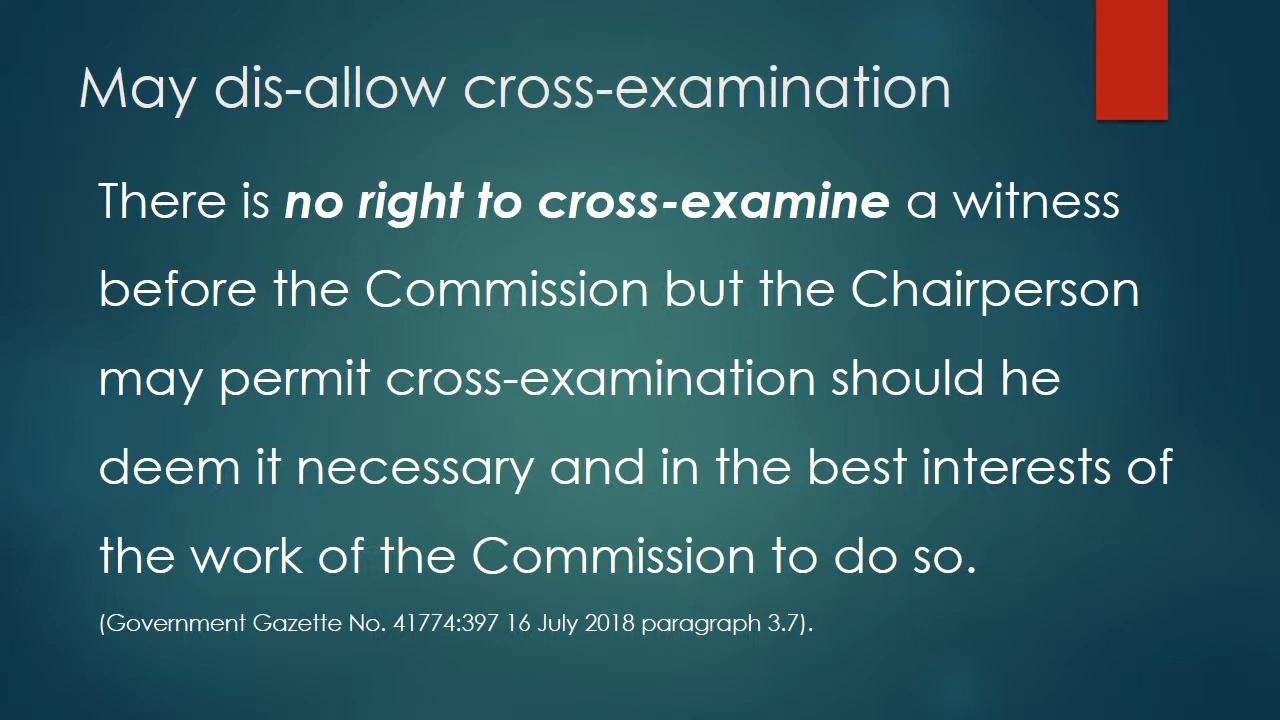 May dis-allow cross-examination
There is no right to cross-examine a witness
before the Commission but the Chairperson
may permit cross-examination should he
deem it necessary and in the best interests of
the work of the Commission to do so.
(Government Gazette No. 41774:397 16 July 2018 paragraph 3.7).